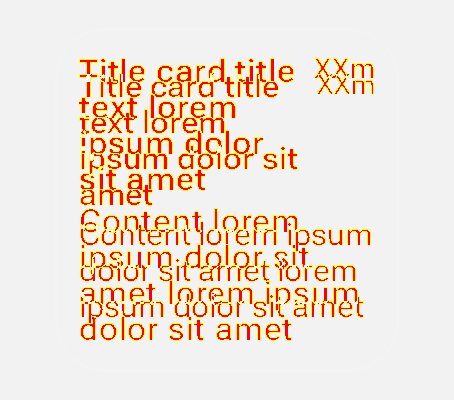 Title card title XXm
Title card title XXm
text lorem
text lorem
ipsum dolor
ipsum dolor sit
sit amet
amet
Content lorem
Content lorem ipsum
ipsum dolor sit
dolor sit amet lorem
amet lorem ipsum
ipsum dolor sit amet
dolor sit amet